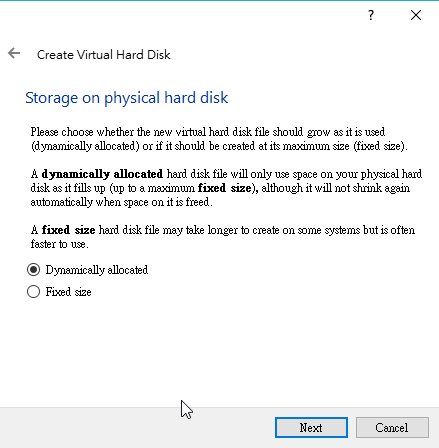 ?
Create Virtual Hard Disk
Storage on physical hard disk
Please choose whether the new virtual hard disk file should grow as it is used
(dynamically allocated) or if it should be created at its maximum size (fixed size).
A dynamically allocated hard disk file will only use space on your physical hard
disk as it fills up (up to a maximum fixed size), although it will not shrink again
automatically when space on it is freed.
A fixed size hard disk file may take longer to create on some systems but is often
faster to use.
Dynamically allocated
Fixed size
Next
Cancel